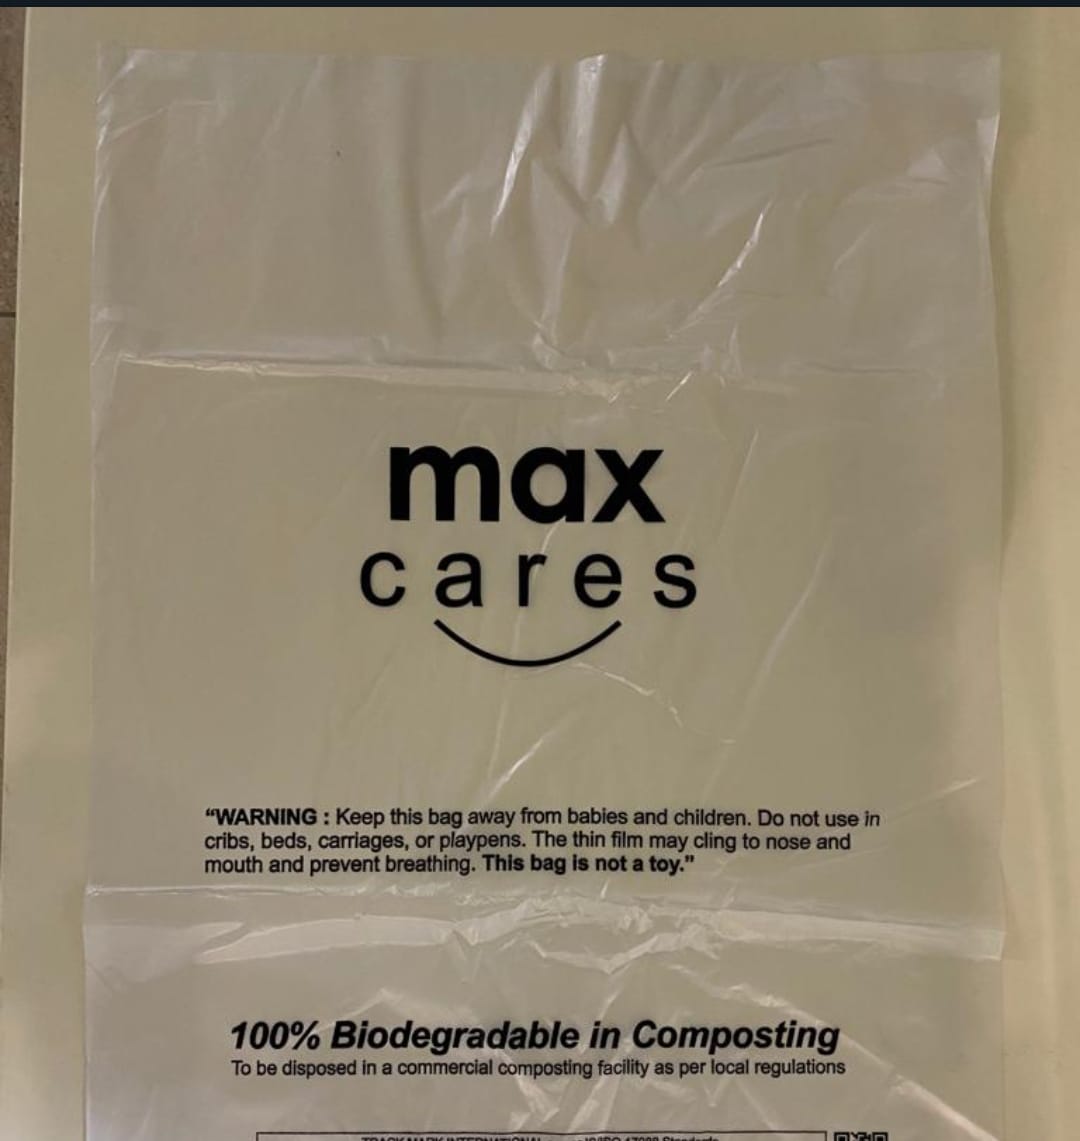 max
cares
“WARNING : Keep this bag away from babies and children. Do not use in
cribs, beds, carriages, or playpens. The thin film may cling to nose and
mouth and prevent breathing. This bag is not a toy.”
100% Biodegradable in Composting
To be disposed in a commercial composting facility as per local regulations